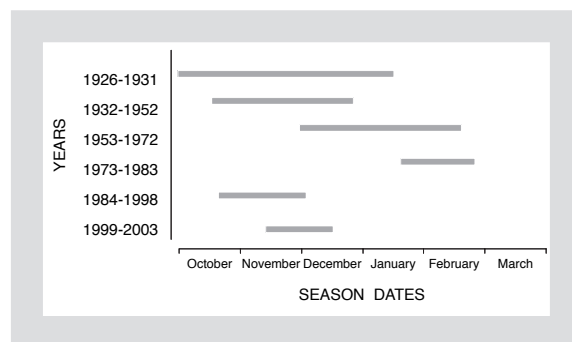 YEARS
1926-1931
1932-1952
1953-1972
1973-1983
1984-1998
1999-2003
October November December January February March
SEASON DATES